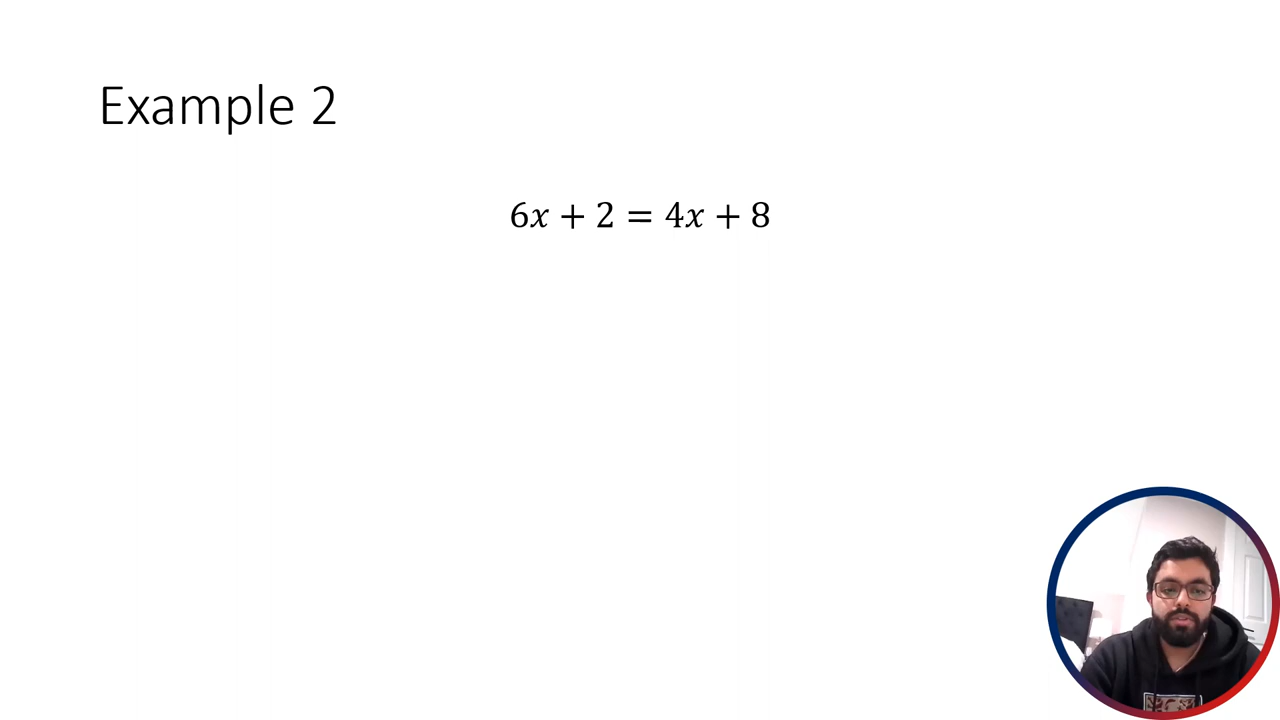 Example 2
6x + 2 = 4x + 8